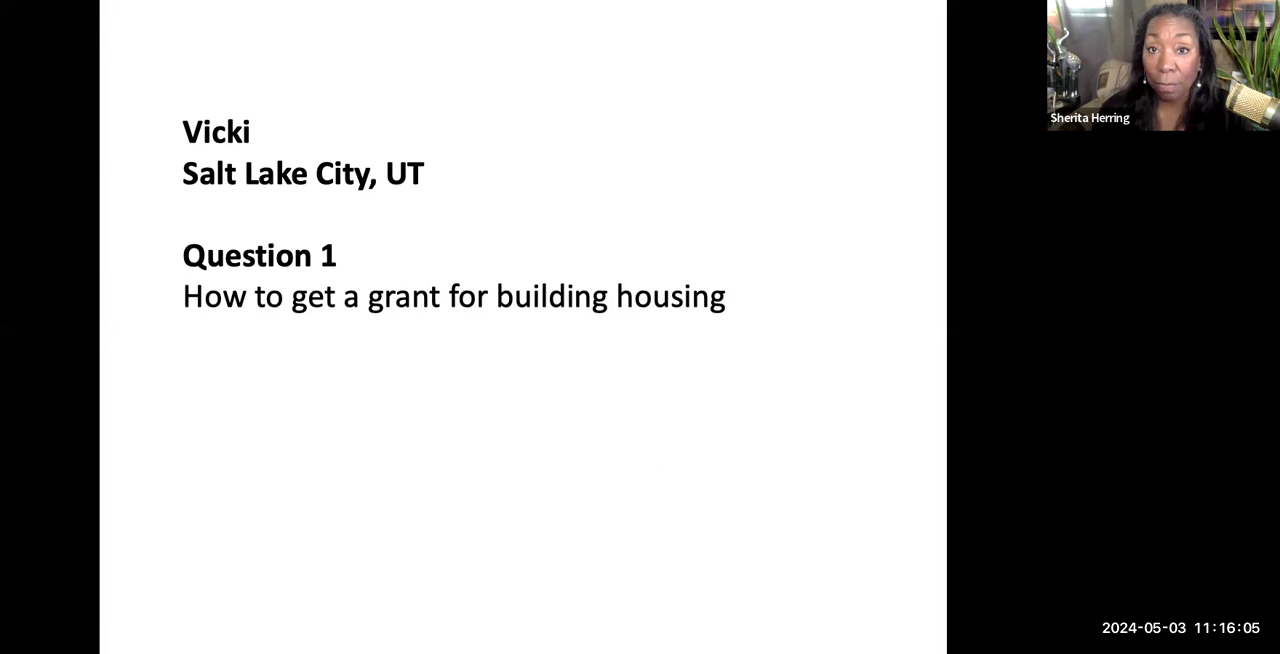 Vicki
Salt Lake City, UT
Question 1
How to get a grant for building housing
Sherita Herring
2024-05-03 11:16:05